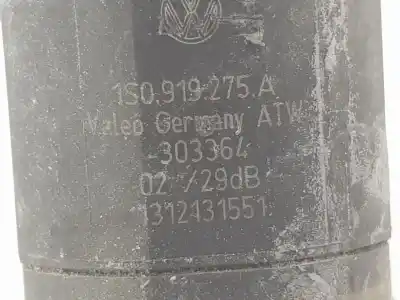 1S0.919.275.A
Valeo Germany ATW
-303364
02 /29dB
1312431551